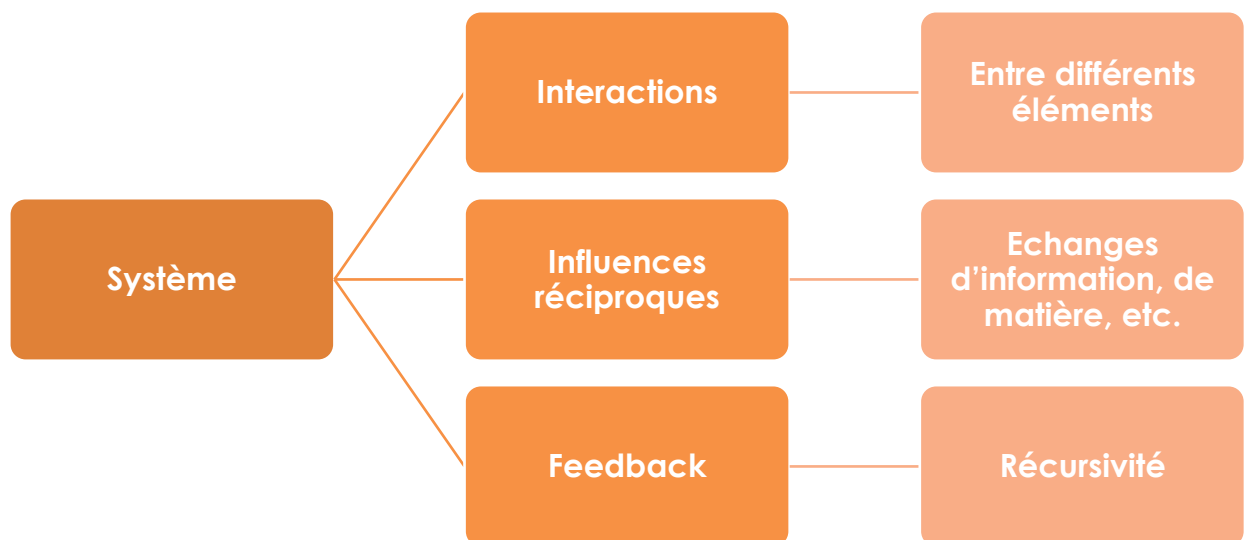 Système
Interactions
Entre différents
éléments
Influences
réciproques
Echanges
d’information, de
matière, etc.
Feedback
Récursivité